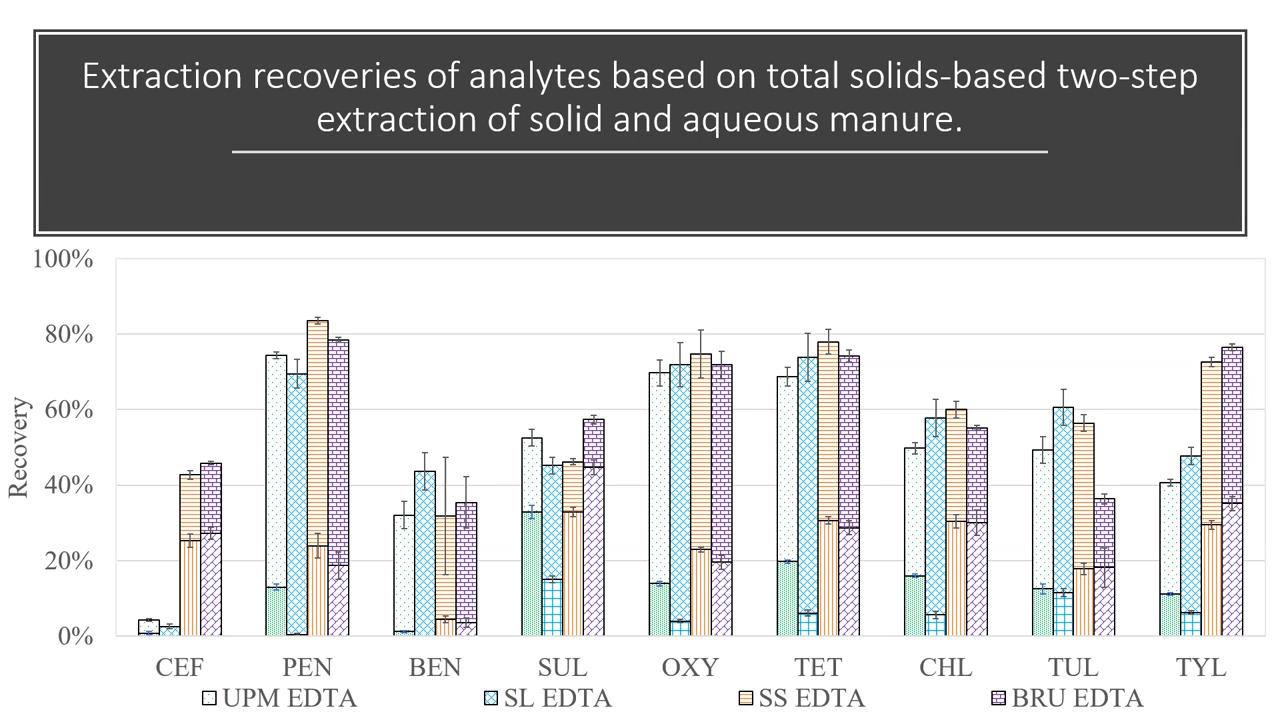 Extraction recoveries of analytes based on total solids-based two-step
extraction of solid and aqueous manure.
100%
80%
60%
40%
20%
0%
Recovery
CEF PEN BEN SUL OXY TET CHL TUL TYL
UPM EDTA SL EDTA SS EDTA BRU EDTA